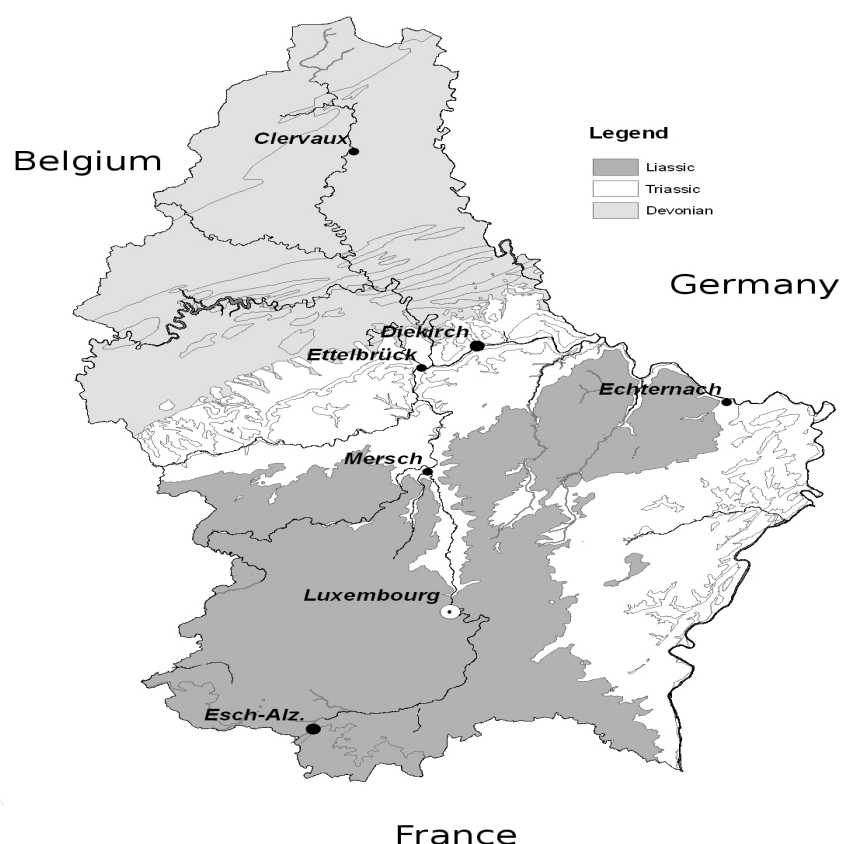 Legend
Clervaux
Belgium
Liassic
Triassic
Devonian
Germany
Diekirch
Ettelbrück
Echternach
Mersch
Luxembourg
Esch-Alz.
France